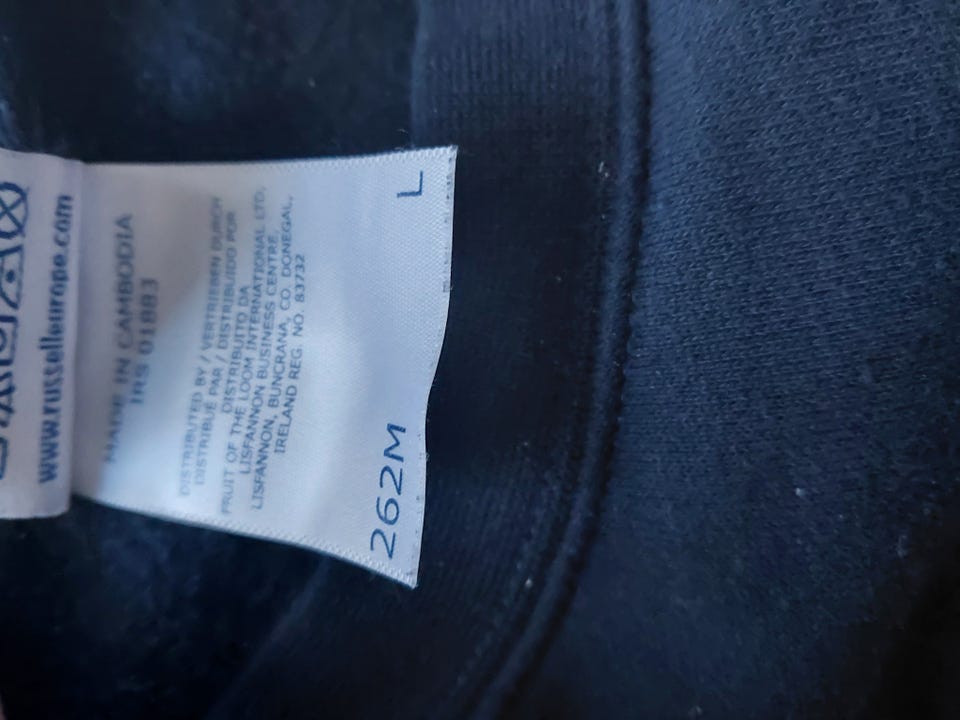 www.russelleurope.com
MADE IN CAMBODIA
IRS 01883
DISTRIBUTED BY / VERTRIEBEN DURCH
DISTRIBUÉ PAR / DISTRIBUIDO POR
DISTRIBUITO DA
FRUIT OF THE LOOM INTERNATIONAL LTD,
LISFANNON BUSINESS CENTRE,
LISFANNON, BUNCRANA, CO. DONEGAL,
IRELAND REG. NO. 83732
262M L